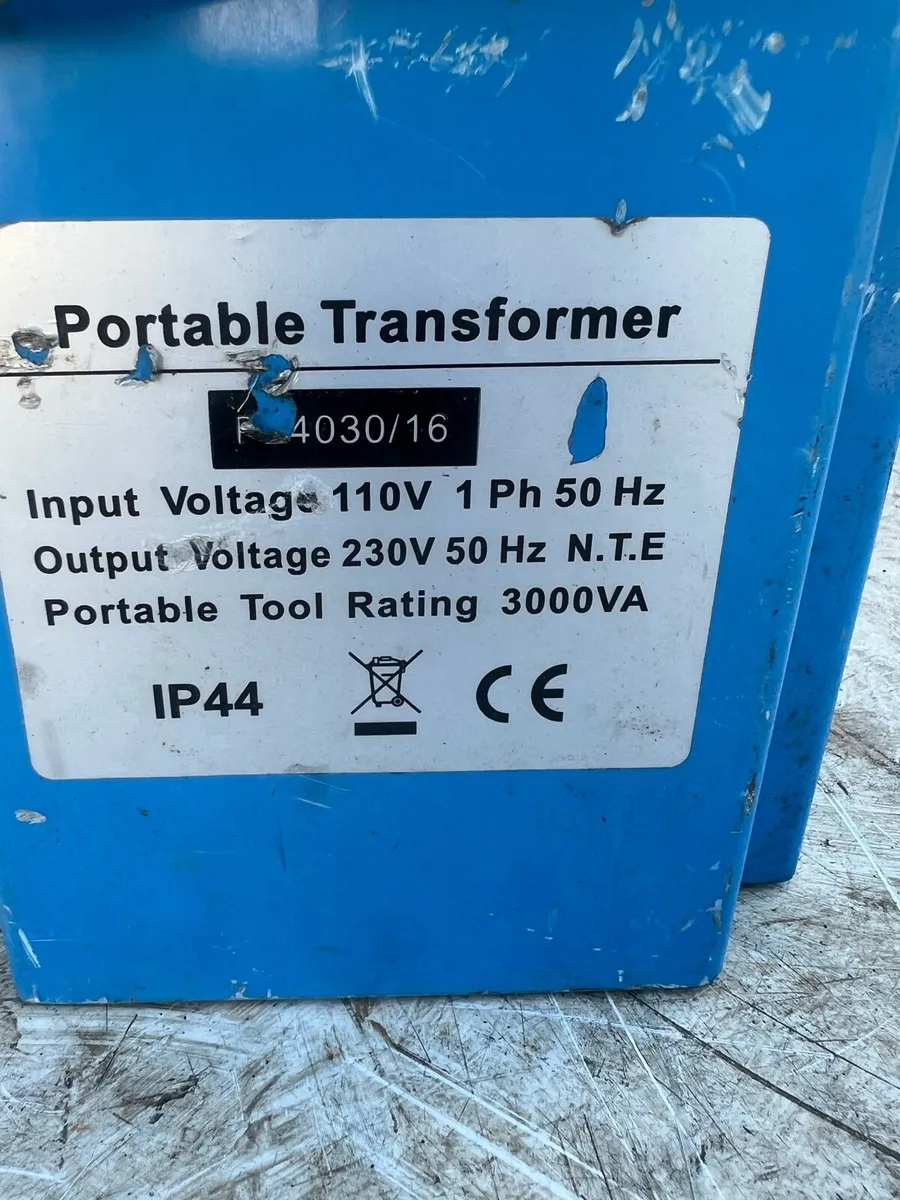 Portable Transformer
4030/16
Input Voltage 110V 1 Ph 50 Hz
Output Voltage 230V 50 Hz N.T.E
Portable Tool Rating 3000VA
IP44 CE